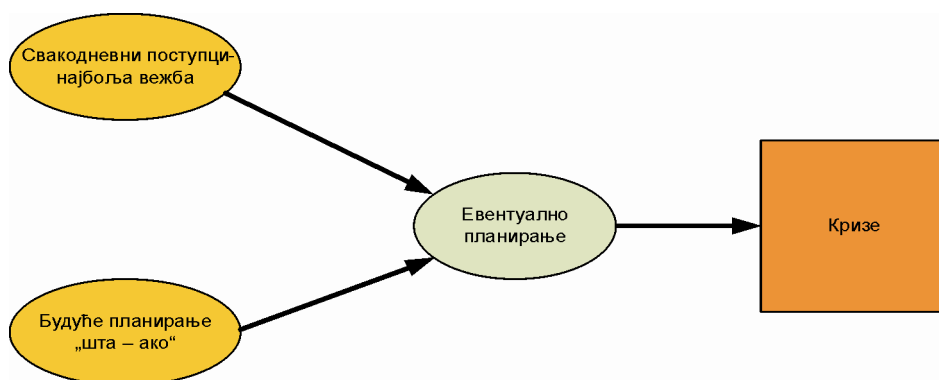 Свакодневни поступци-
најбоља вежба
Евентуално
планирање
Кризе
Будуће планирање
„шта – ако“